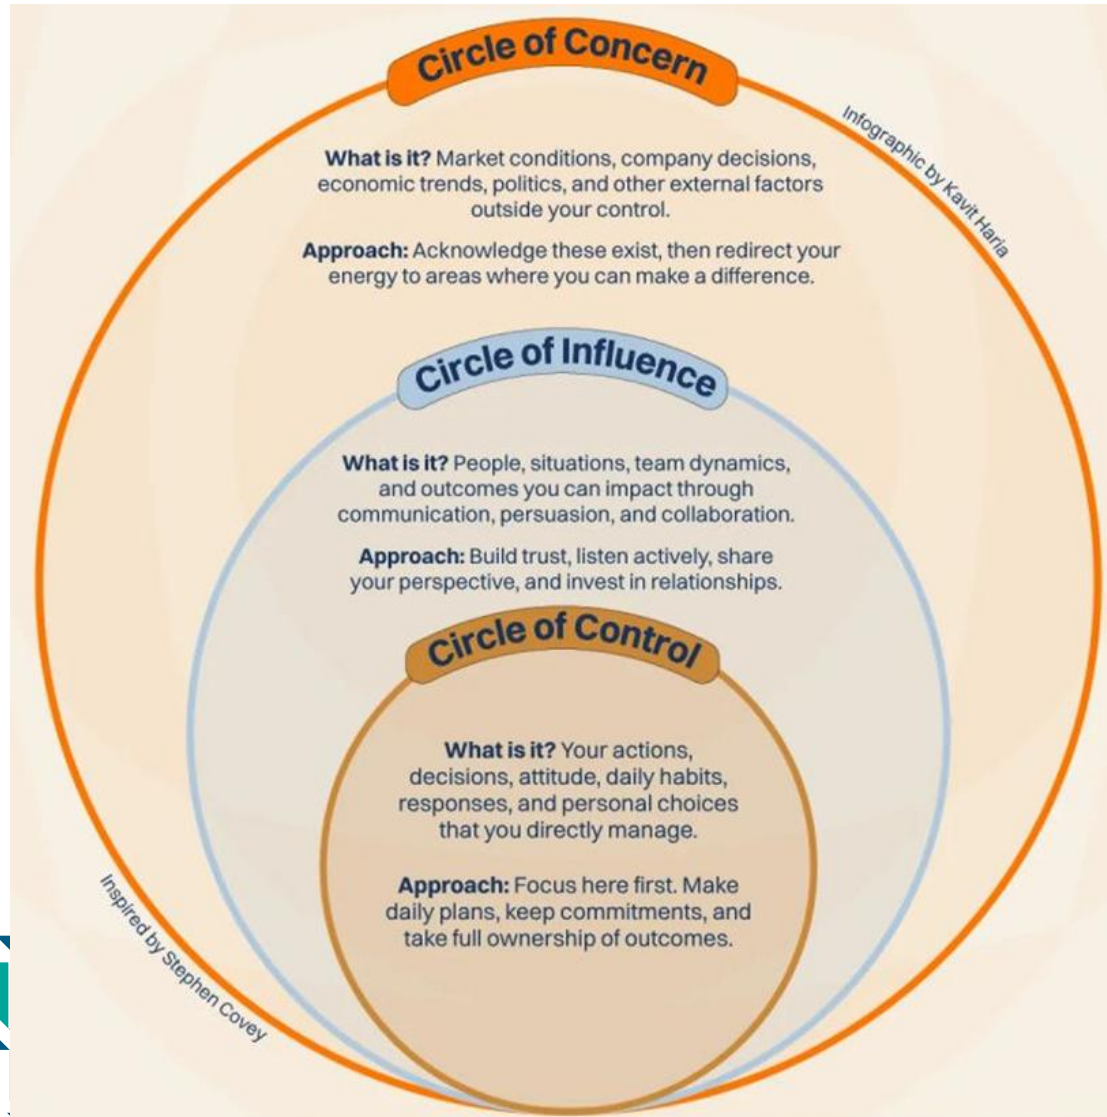 Circle of Concern
Infographic by Kavit Haria
What is it? Market conditions, company decisions,
economic trends, politics, and other external factors
outside your control.
Approach: Acknowledge these exist, then redirect your
energy to areas where you can make a difference.
Circle of Influence
What is it? People, situations, team dynamics,
and outcomes you can impact through
communication, persuasion, and collaboration.
Approach: Build trust, listen actively, share
your perspective, and invest in relationships.
Circle of Control
What is it? Your actions,
decisions, attitude, daily habits,
responses, and personal choices
that you directly manage.
Approach: Focus here first. Make
daily plans, keep commitments, and
take full ownership of outcomes.
Inspired by Stephen Covey